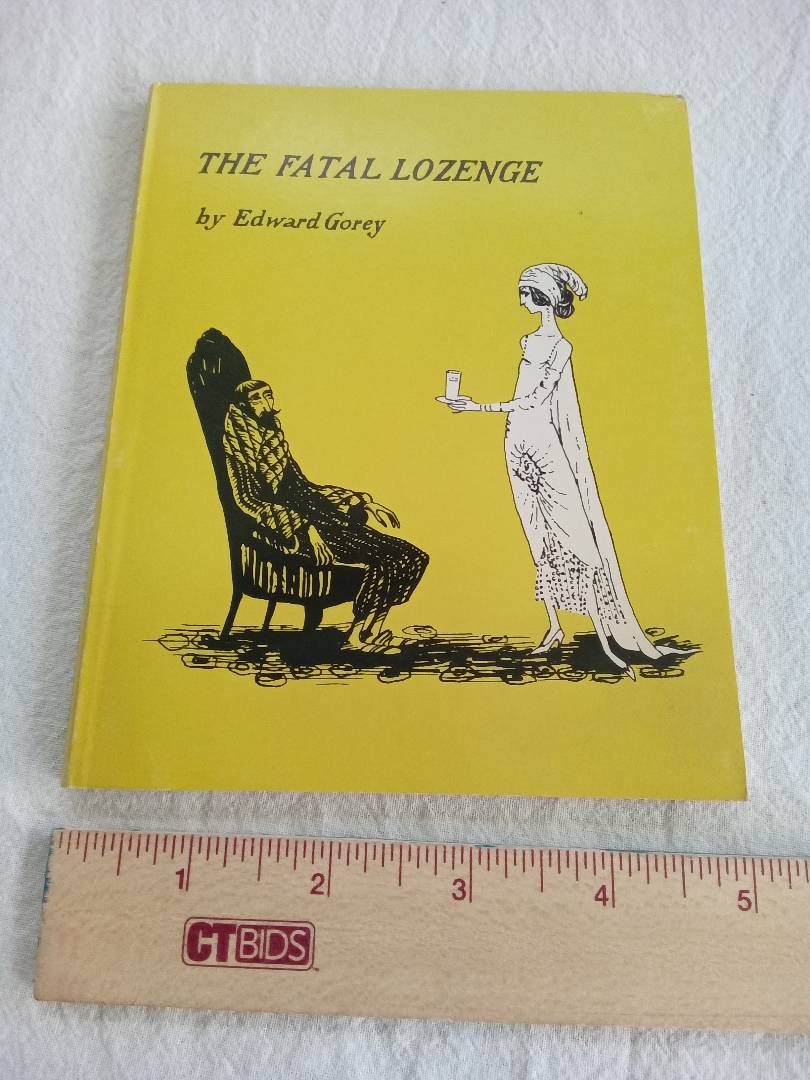 THE FATAL LOZENGE
by Edward Gorey
1 2 3 4 5
CTBIDS